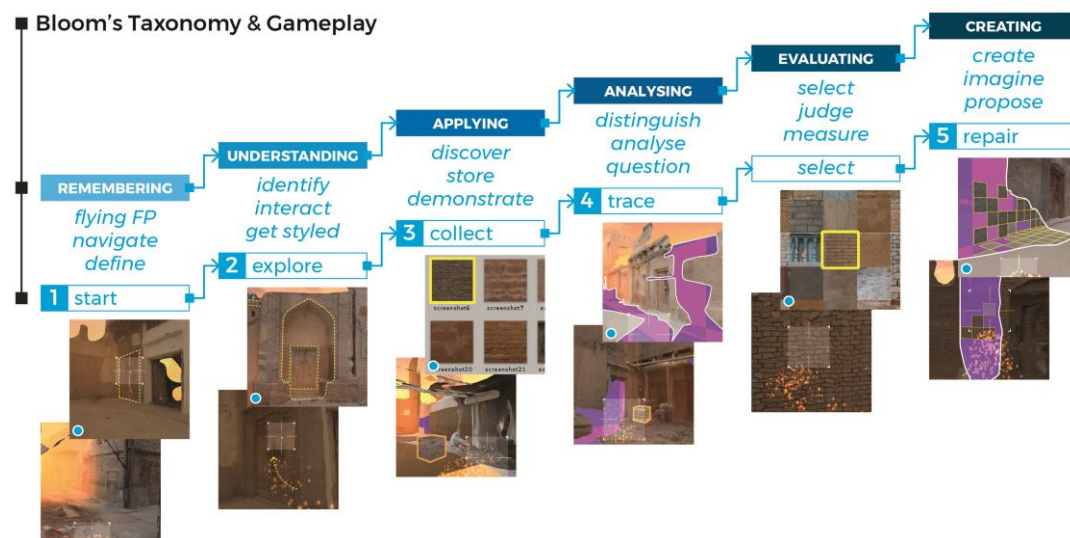 Bloom's Taxonomy & Gameplay
REMEMBERING
flying FP
navigate
define
1 start
UNDERSTANDING
identify
interact
get styled
2 explore
APPLYING
discover
store
demonstrate
3 collect
screenshot6
screenshot7
screenshot20
screenshot21
ANALYSING
distinguish
analyse
question
4 trace
EVALUATING
select
judge
measure
select
CREATING
create
imagine
propose
5 repair